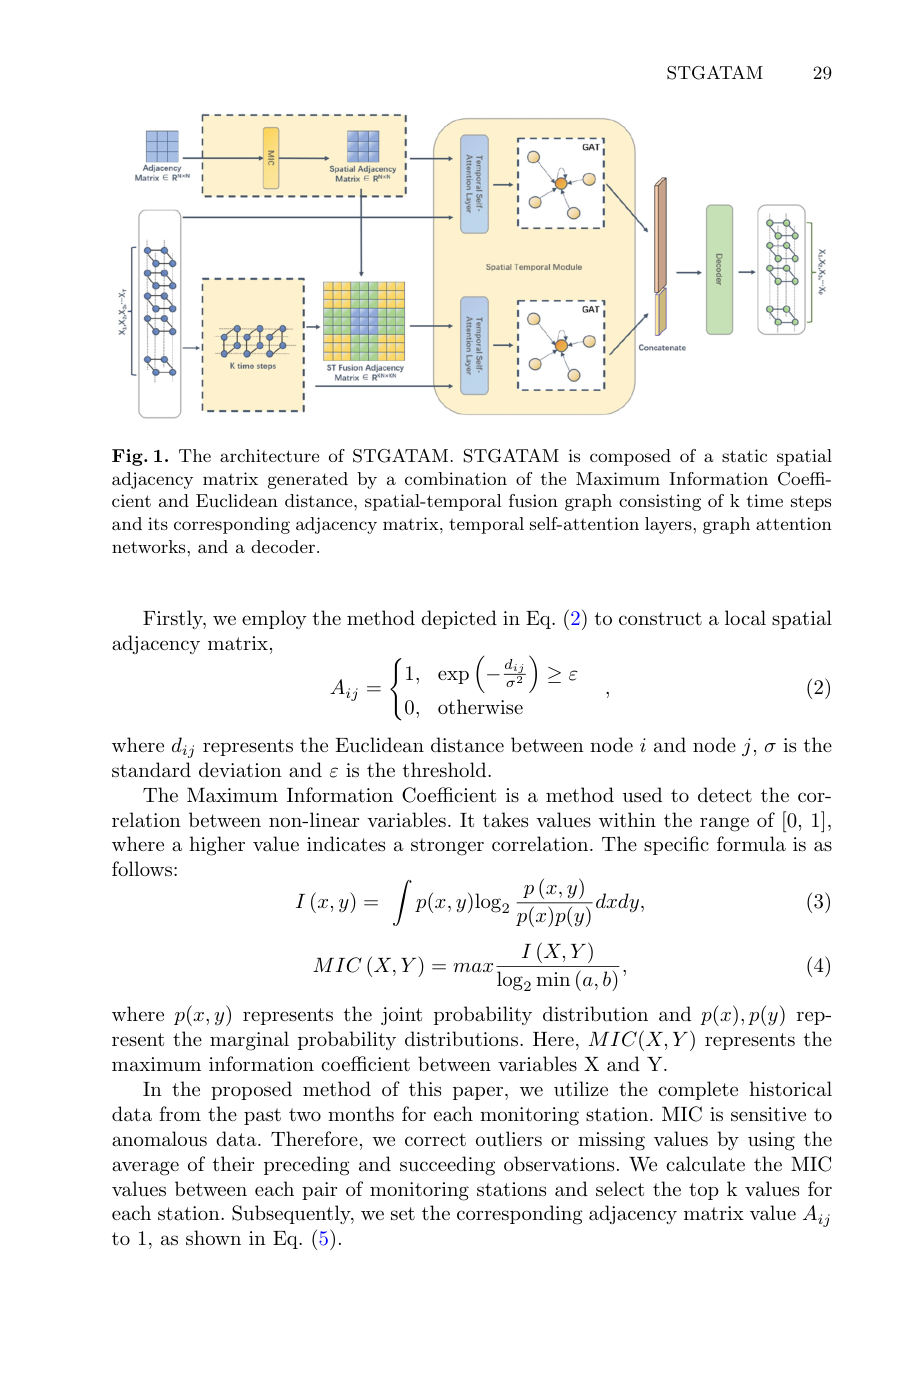 STGATAM 29
Adjacency
Matrix ∈ R^{N×N}
MIC
Spatial Adjacency
Matrix ∈ R^{N×N}
Temporal Self-
Attention Layer
GAT
Spatial Temporal Module
K time steps
ST Fusion Adjacency
Matrix ∈ R^{KN×KN}
Temporal Self-
Attention Layer
GAT
Concatenate
Decoder
Fig. 1. The architecture of STGATAM. STGATAM is composed of a static spatial
adjacency matrix generated by a combination of the Maximum Information Coeffi-
cient and Euclidean distance, spatial-temporal fusion graph consisting of k time steps
and its corresponding adjacency matrix, temporal self-attention layers, graph attention
networks, and a decoder.
Firstly, we employ the method depicted in Eq. (2) to construct a local spatial
adjacency matrix,
A_{ij} = { 1, exp(−d_{ij}/σ²) ≥ ε
0, otherwise , (2)
where d_{ij} represents the Euclidean distance between node i and node j, σ is the
standard deviation and ε is the threshold.
The Maximum Information Coefficient is a method used to detect the cor-
relation between non-linear variables. It takes values within the range of [0, 1],
where a higher value indicates a stronger correlation. The specific formula is as
follows:
I (x, y) = ∫ p(x, y)log₂ p (x, y)/p(x)p(y) dxdy, (3)
MIC (X, Y) = max I (X, Y)/log₂ min (a, b), (4)
where p(x, y) represents the joint probability distribution and p(x), p(y) rep-
resent the marginal probability distributions. Here, MIC(X, Y) represents the
maximum information coefficient between variables X and Y.
In the proposed method of this paper, we utilize the complete historical
data from the past two months for each monitoring station. MIC is sensitive to
anomalous data. Therefore, we correct outliers or missing values by using the
average of their preceding and succeeding observations. We calculate the MIC
values between each pair of monitoring stations and select the top k values for
each station. Subsequently, we set the corresponding adjacency matrix value A_{ij}
to 1, as shown in Eq. (5).